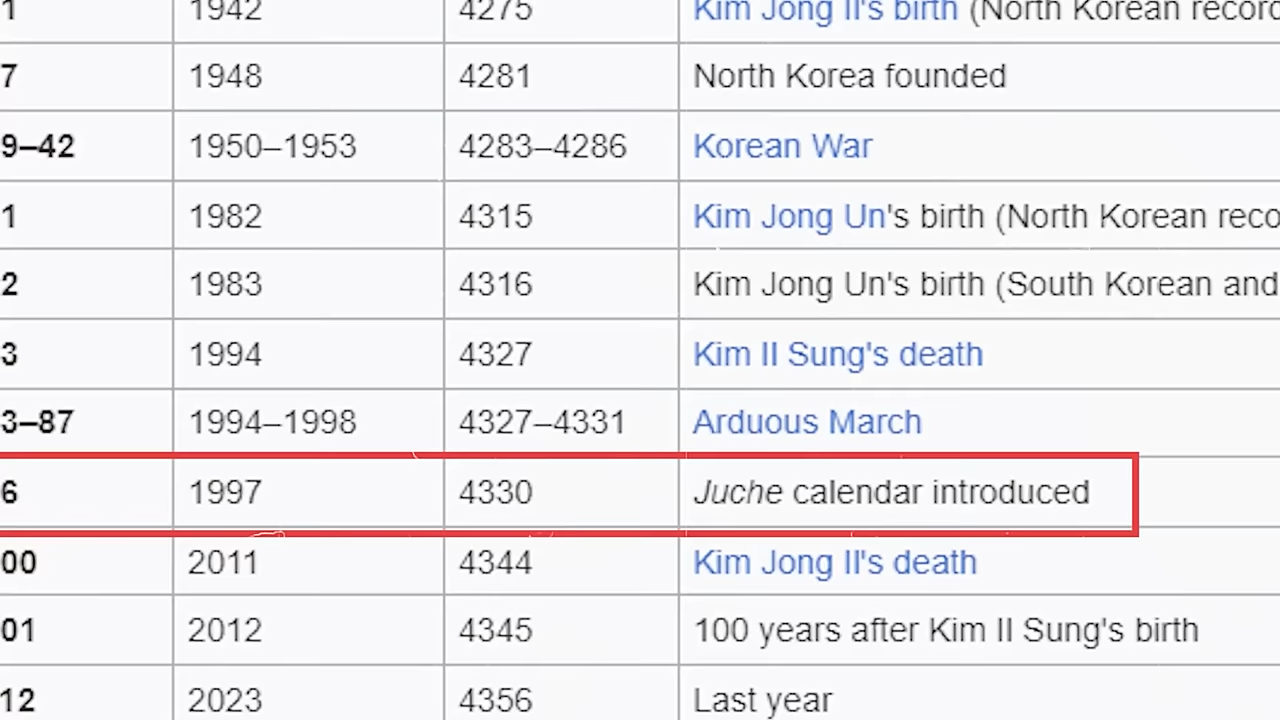 1 1942 4275 Kim Jong Il's birth (North Korean recor
7 1948 4281 North Korea founded
9–42 1950–1953 4283–4286 Korean War
1 1982 4315 Kim Jong Un's birth (North Korean reco
2 1983 4316 Kim Jong Un's birth (South Korean and
3 1994 4327 Kim Il Sung's death
3–87 1994–1998 4327–4331 Arduous March
6 1997 4330 Juche calendar introduced
00 2011 4344 Kim Jong Il's death
01 2012 4345 100 years after Kim Il Sung's birth
12 2023 4356 Last year